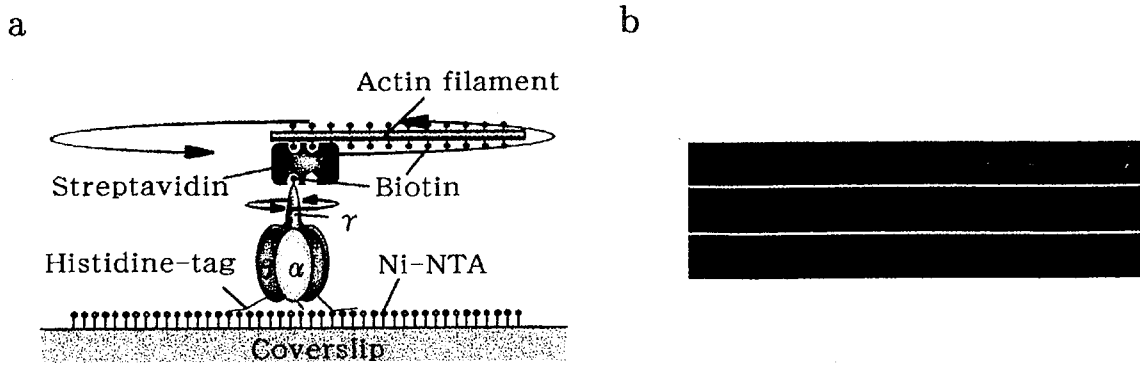 a
b
Actin filament
Streptavidin
Biotin
γ
Histidine-tag
β
α
Ni-NTA
Coverslip